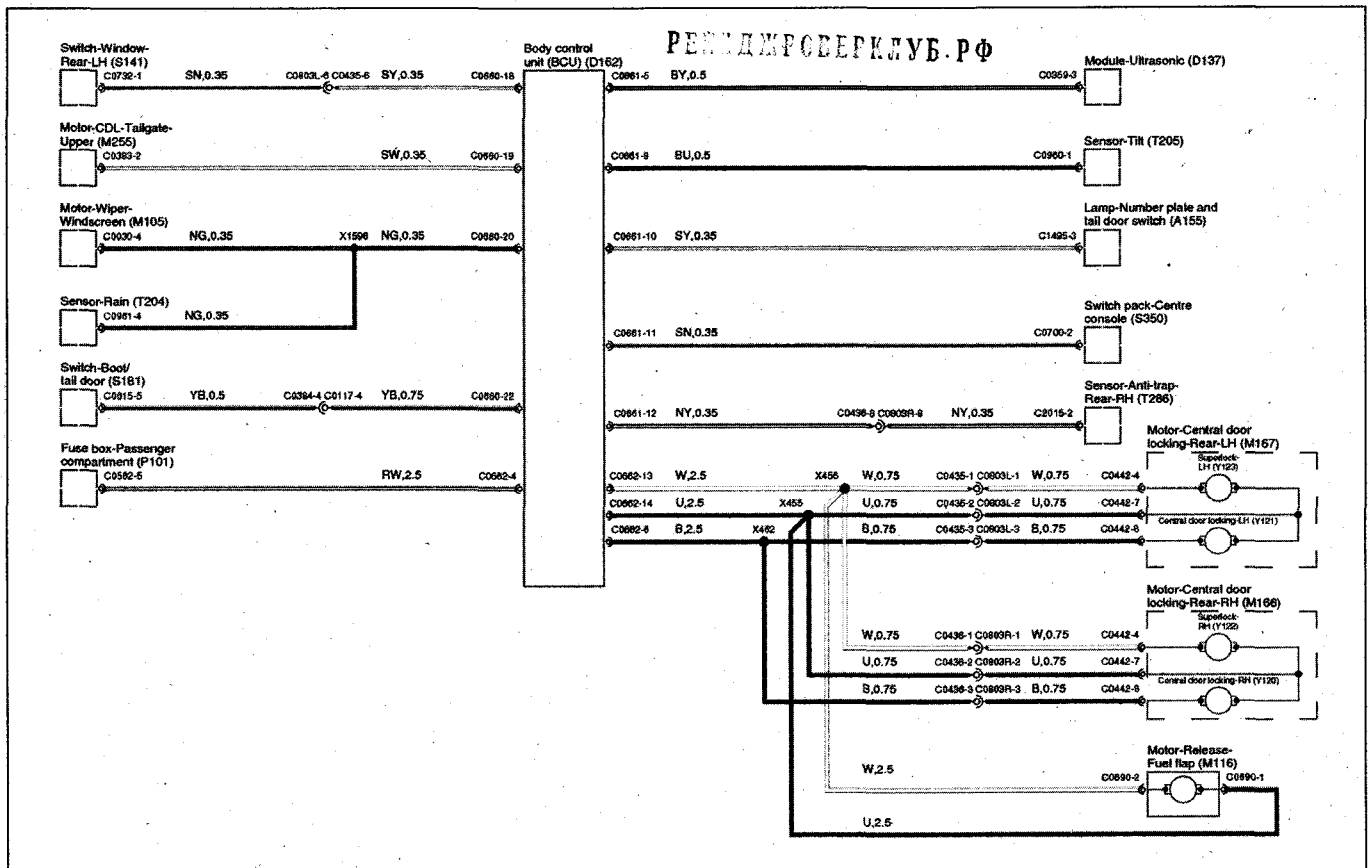 РЕЙНДЖРОВЕРКЛУБ.РФ
Switch-Window-
Rear-LH (S141)
C0732-1 SN,0.35 C0803L-6 C0435-6 SY,0.35 C0660-18
Motor-CDL-Tailgate-
Upper (M255)
C0383-2 SW,0.35 C0660-19
Motor-Wiper-
Windscreen (M105)
C0030-4 NG,0.35 X1596 NG,0.35 C0660-20
Sensor-Rain (T204)
C0961-4 NG,0.35
Switch-Boot/
tail door (S181)
C0615-5 YB,0.5 C0384-4 C0117-4 YB,0.75 C0660-22
Fuse box-Passenger
compartment (P101)
C0582-5 RW,2.5 C0662-4
Body control
unit (BCU) (D162)
C0661-5 BY,0.5 C0359-3
Module-Ultrasonic (D137)
C0661-9 BU,0.5 C0960-1
Sensor-Tilt (T205)
C0661-10 SY,0.35 C1495-3
Lamp-Number plate and
tail door switch (A155)
C0661-11 SN,0.35 C0700-2
Switch pack-Centre
console (S350)
C0661-12 NY,0.35 C0436-8 C0803R-8 NY,0.35 C2015-2
Sensor-Anti-trap-
Rear-RH (T286)
Motor-Central door
locking-Rear-LH (M167)
Superlock-
LH (Y123)
C0662-13 W,2.5 X456 W,0.75 C0435-1 C0803L-1 W,0.75 C0442-4
C0662-14 U,2.5 X455 U,0.75 C0435-2 C0803L-2 U,0.75 C0442-7
C0662-6 B,2.5 X462 B,0.75 C0435-3 C0803L-3 B,0.75 C0442-8
Central door locking-LH (Y121)
Motor-Central door
locking-Rear-RH (M166)
Superlock-
RH (Y122)
W,0.75 C0436-1 C0803R-1 W,0.75 C0442-4
U,0.75 C0436-2 C0803R-2 U,0.75 C0442-7
Central door locking-RH (Y120)
B,0.75 C0436-3 C0803R-3 B,0.75 C0442-8
Motor-Release-
Fuel flap (M116)
W,2.5 C0690-2 C0690-1
U,2.5